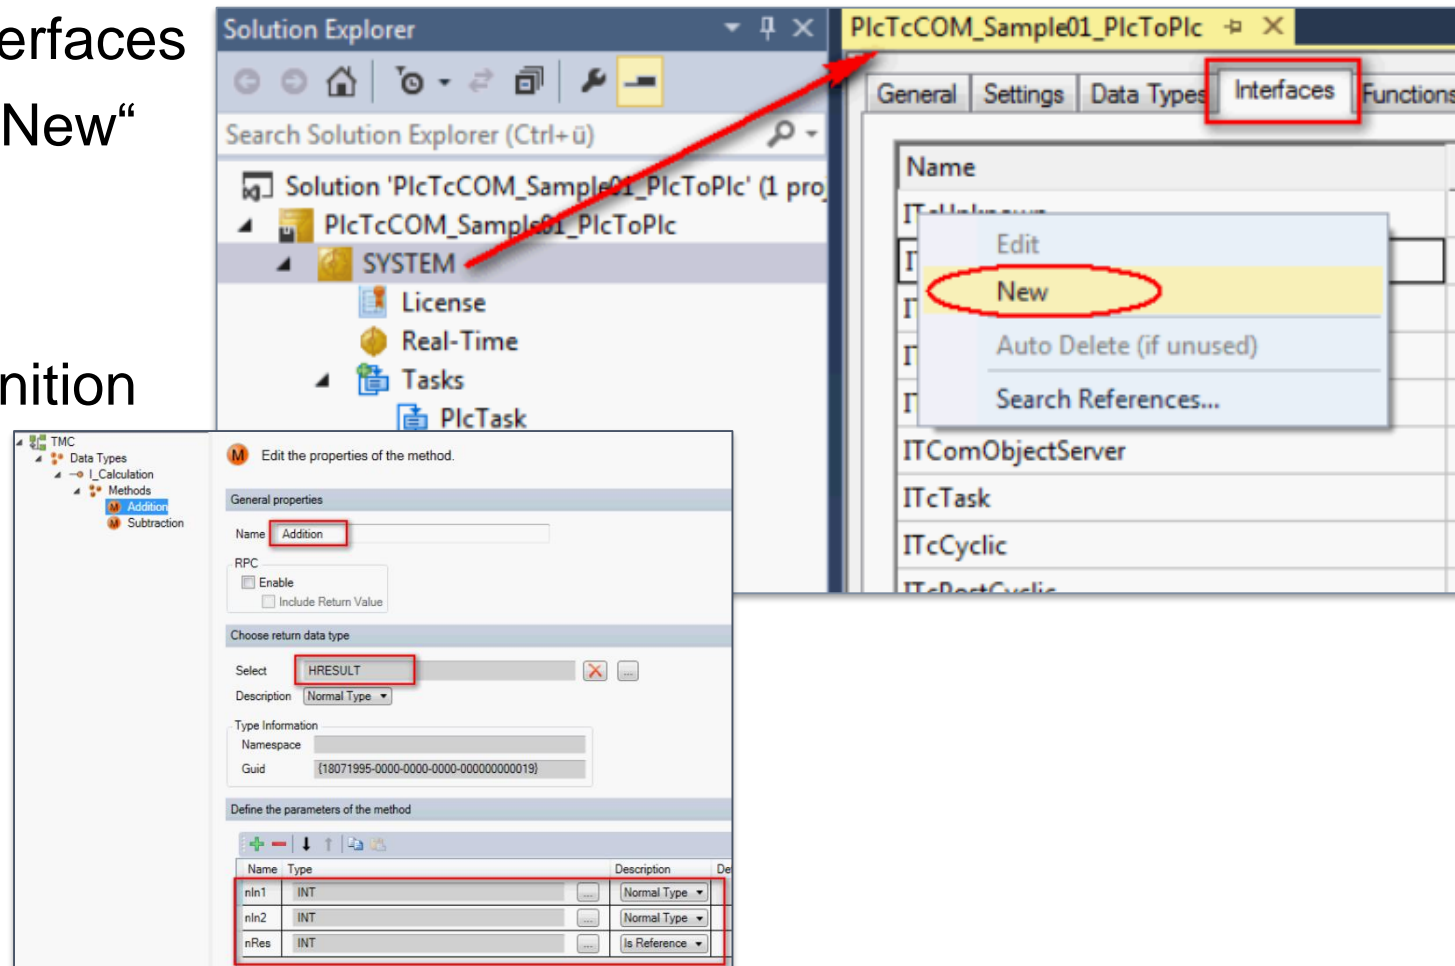 erfaces
New“
nition
Solution Explorer
Search Solution Explorer (Ctrl+ü)
Solution 'PlcTcCOM_Sample01_PlcToPlc' (1 proj
PlcTcCOM_Sample01_PlcToPlc
SYSTEM
License
Real-Time
Tasks
PlcTask
PlcTcCOM_Sample01_PlcToPlc
General Settings Data Types Interfaces Functions
Name
ITcUnknown
Edit
New
Auto Delete (if unused)
Search References...
ITComObjectServer
ITcTask
ITcCyclic
ITcPostCyclic
TMC
Data Types
I_Calculation
Methods
Addition
Subtraction
Edit the properties of the method.
General properties
Name Addition
RPC
Enable
Include Return Value
Choose return data type
Select HRESULT ...
Description Normal Type
Type Information
Namespace
Guid {18071995-0000-0000-0000-000000000019}
Define the parameters of the method
Name Type Description De
nIn1 INT ... Normal Type
nIn2 INT ... Normal Type
nRes INT ... Is Reference